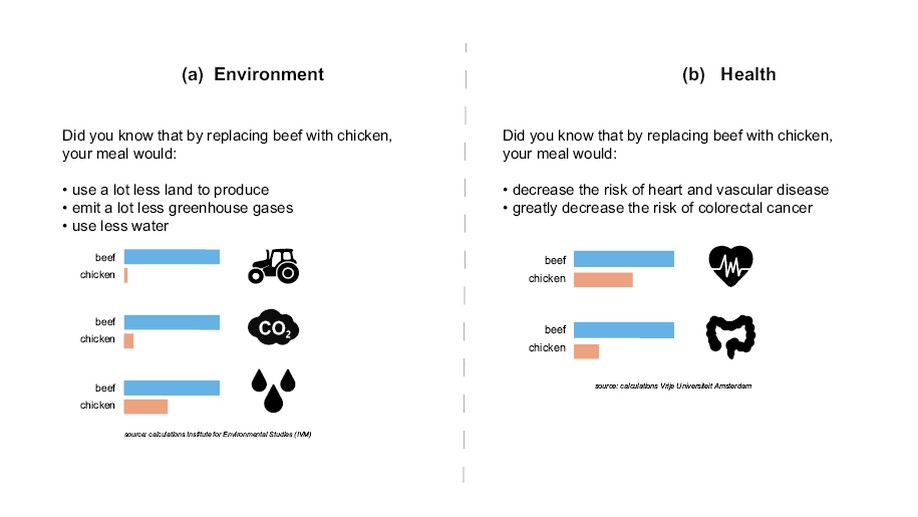 (a) Environment
Did you know that by replacing beef with chicken,
your meal would:
• use a lot less land to produce
• emit a lot less greenhouse gases
• use less water
beef
chicken
beef
chicken
CO2
beef
chicken
source: calculations Institute for Environmental Studies (IVM)
(b) Health
Did you know that by replacing beef with chicken,
your meal would:
• decrease the risk of heart and vascular disease
• greatly decrease the risk of colorectal cancer
beef
chicken
beef
chicken
source: calculations Vrije Universiteit Amsterdam